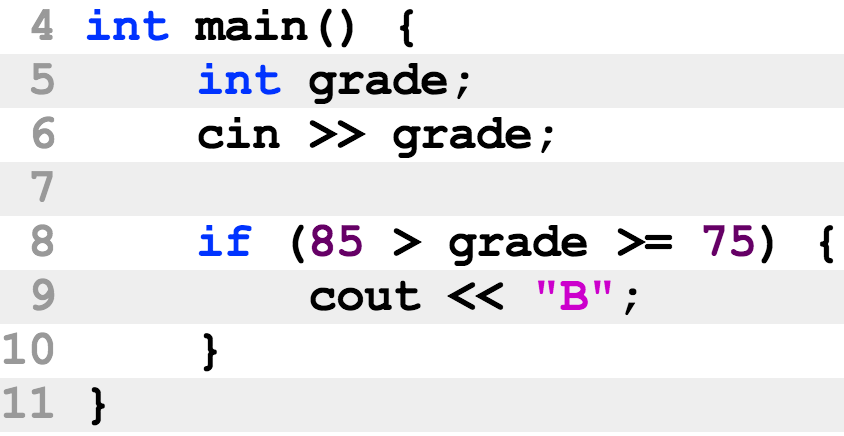 4 int main() {
5     int grade;
6     cin >> grade;
7
8     if (85 > grade >= 75) {
9         cout << "B";
10     }
11 }